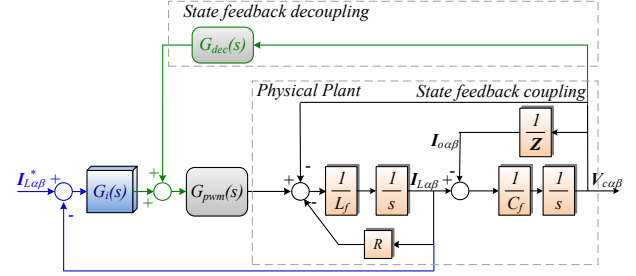 State feedback decoupling
G_dec(s)
Physical Plant
State feedback coupling
1/Z
I_oαβ
I*_Lαβ
+
-
G_i(s)
+
+
G_pwm(s)
+
-
-
1/L_f
1/s
I_Lαβ
+
-
1/C_f
1/s
V_cαβ
R